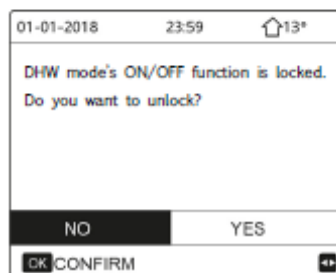 01-01-2018 23:59 13°
DHW mode's ON/OFF function is locked.
Do you want to unlock?
NO YES
OK CONFIRM